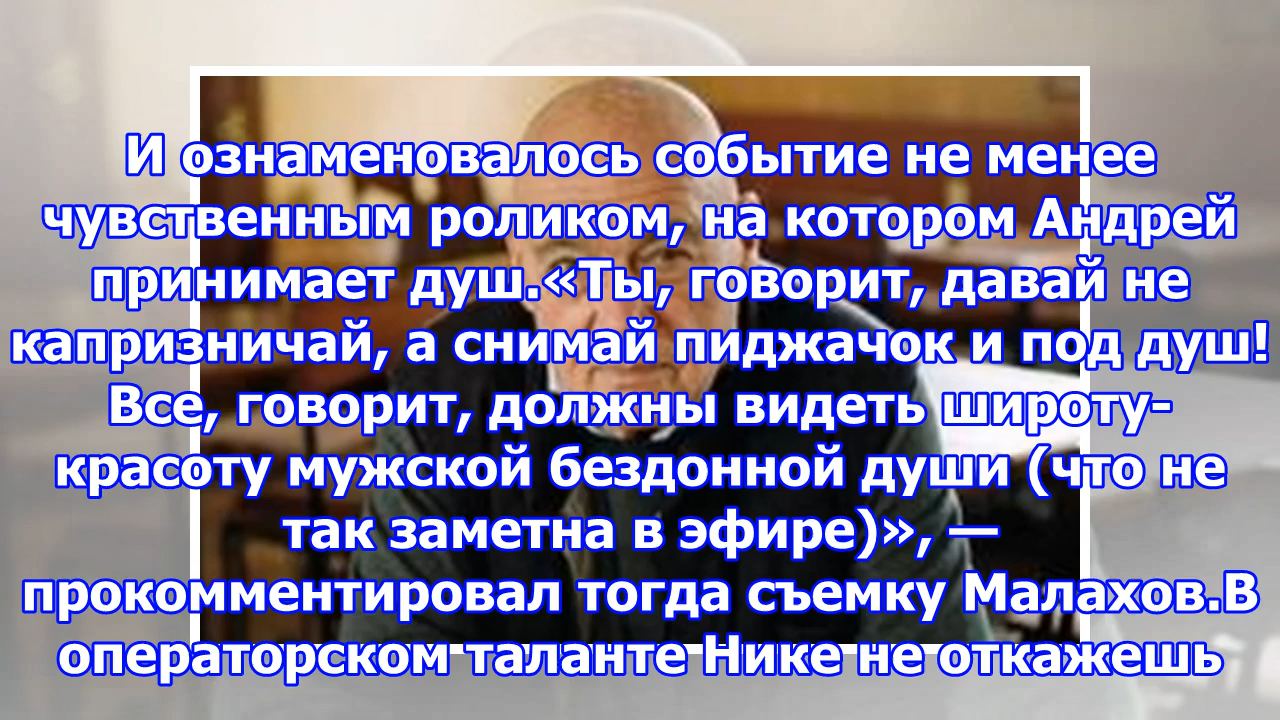 И ознаменовалось событие не менее
чувственным роликом, на котором Андрей
принимает душ.«Ты, говорит, давай не
капризничай, а снимай пиджачок и под душ!
Все, говорит, должны видеть широту-
красоту мужской бездонной души (что не
так заметна в эфире)», —
прокомментировал тогда съемку Малахов.В
операторском таланте Нике не откажешь